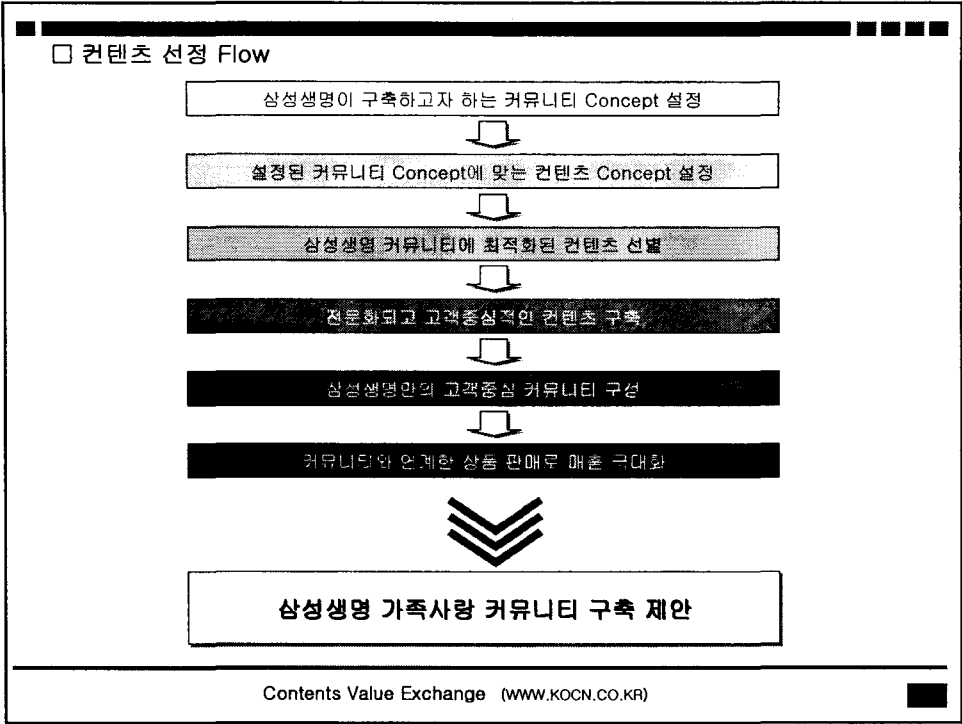 □ 컨텐츠 선정 Flow
삼성생명이 구축하고자 하는 커뮤니티 Concept 설정
설정된 커뮤니티 Concept에 맞는 컨텐츠 Concept 설정
삼성생명 커뮤니티에 최적화된 컨텐츠 선별
전문화되고 고객중심적인 컨텐츠 구축
삼성생명만의 고객중심 커뮤니티 구성
커뮤니티와 연계한 상품 판매로 매출 극대화
삼성생명 가족사랑 커뮤니티 구축 제안
Contents Value Exchange (WWW.KOCN.CO.KR)